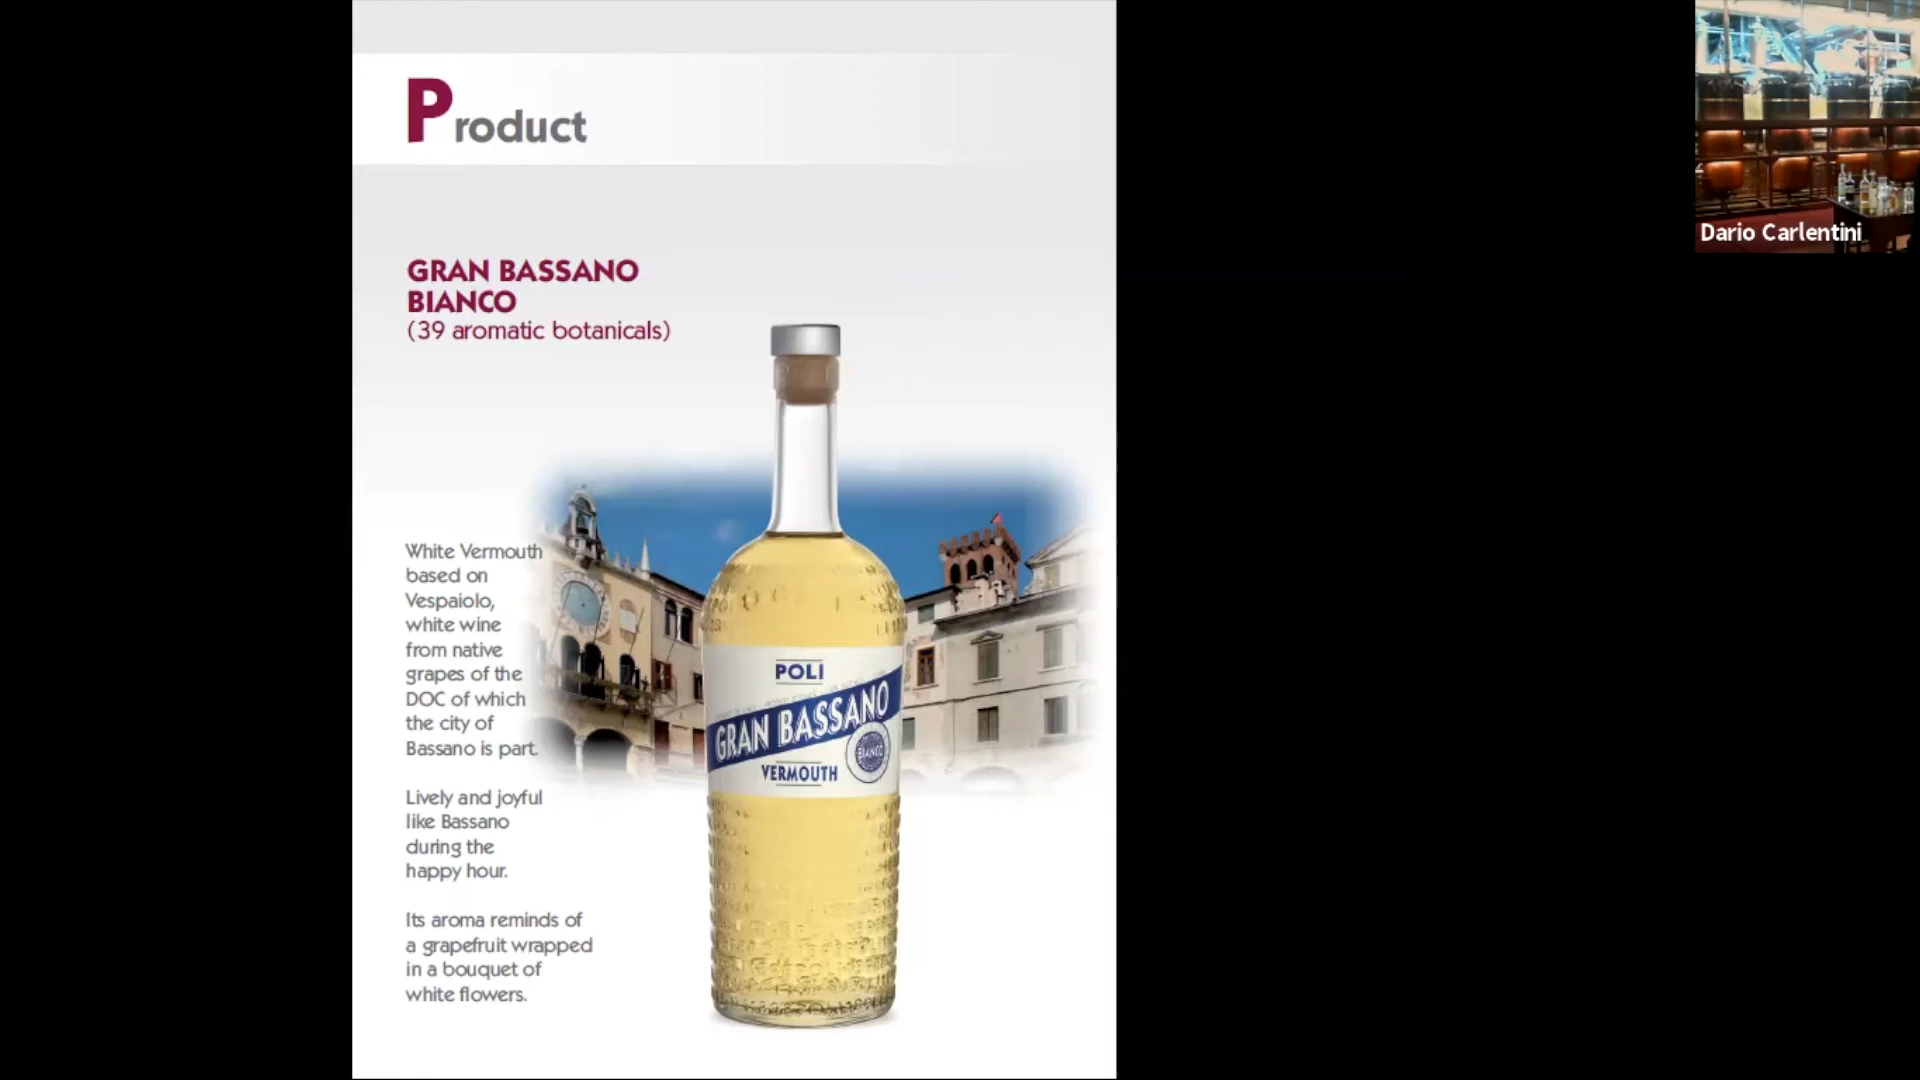 Product
GRAN BASSANO
BIANCO
(39 aromatic botanicals)
White Vermouth
based on
Vespaiolo,
white wine
from native
grapes of the
DOC of which
the city of
Bassano is part.
Lively and joyful
like Bassano
during the
happy hour.
Its aroma reminds of
a grapefruit wrapped
in a bouquet of
white flowers.
POLI
GRAN BASSANO
BIANCO
VERMOUTH
Dario Carlentini